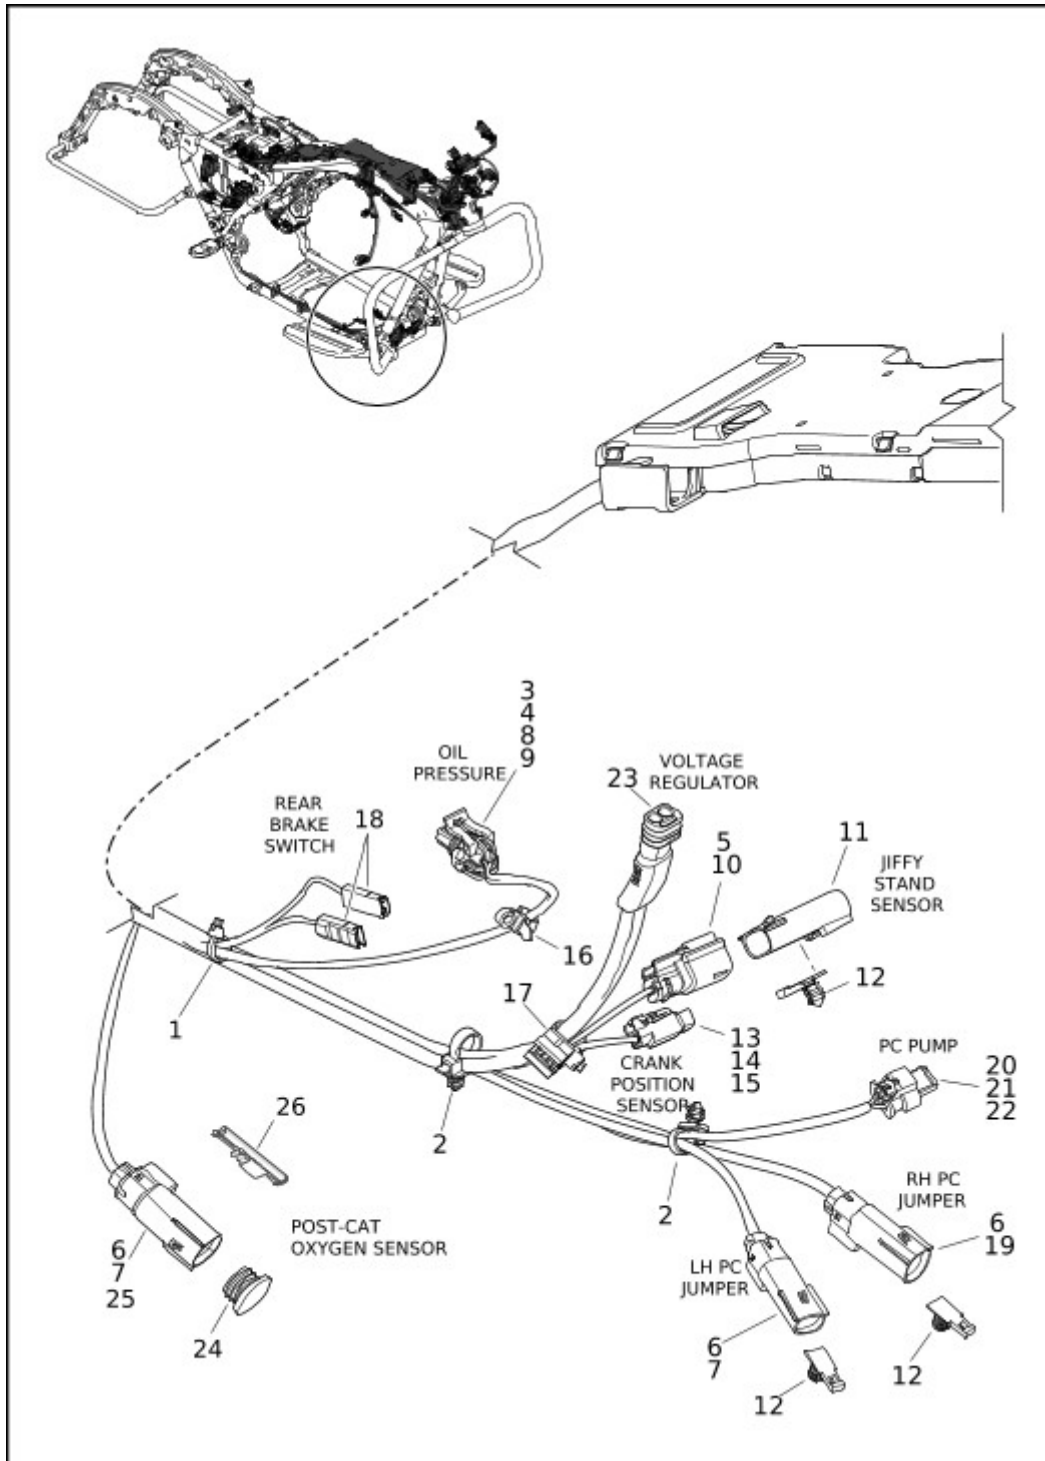 3
4
8
9
OIL
PRESSURE
VOLTAGE
REGULATOR
23
REAR
BRAKE
SWITCH
18
5
10
11
JIFFY
STAND
SENSOR
16
12
17
1
13
14
15
CRANK
POSITION
SENSOR
PC PUMP
20
21
22
2
26
2
RH PC
JUMPER
6
19
POST-CAT
OXYGEN SENSOR
6
7
25
LH PC
JUMPER
24
6
7
12
12